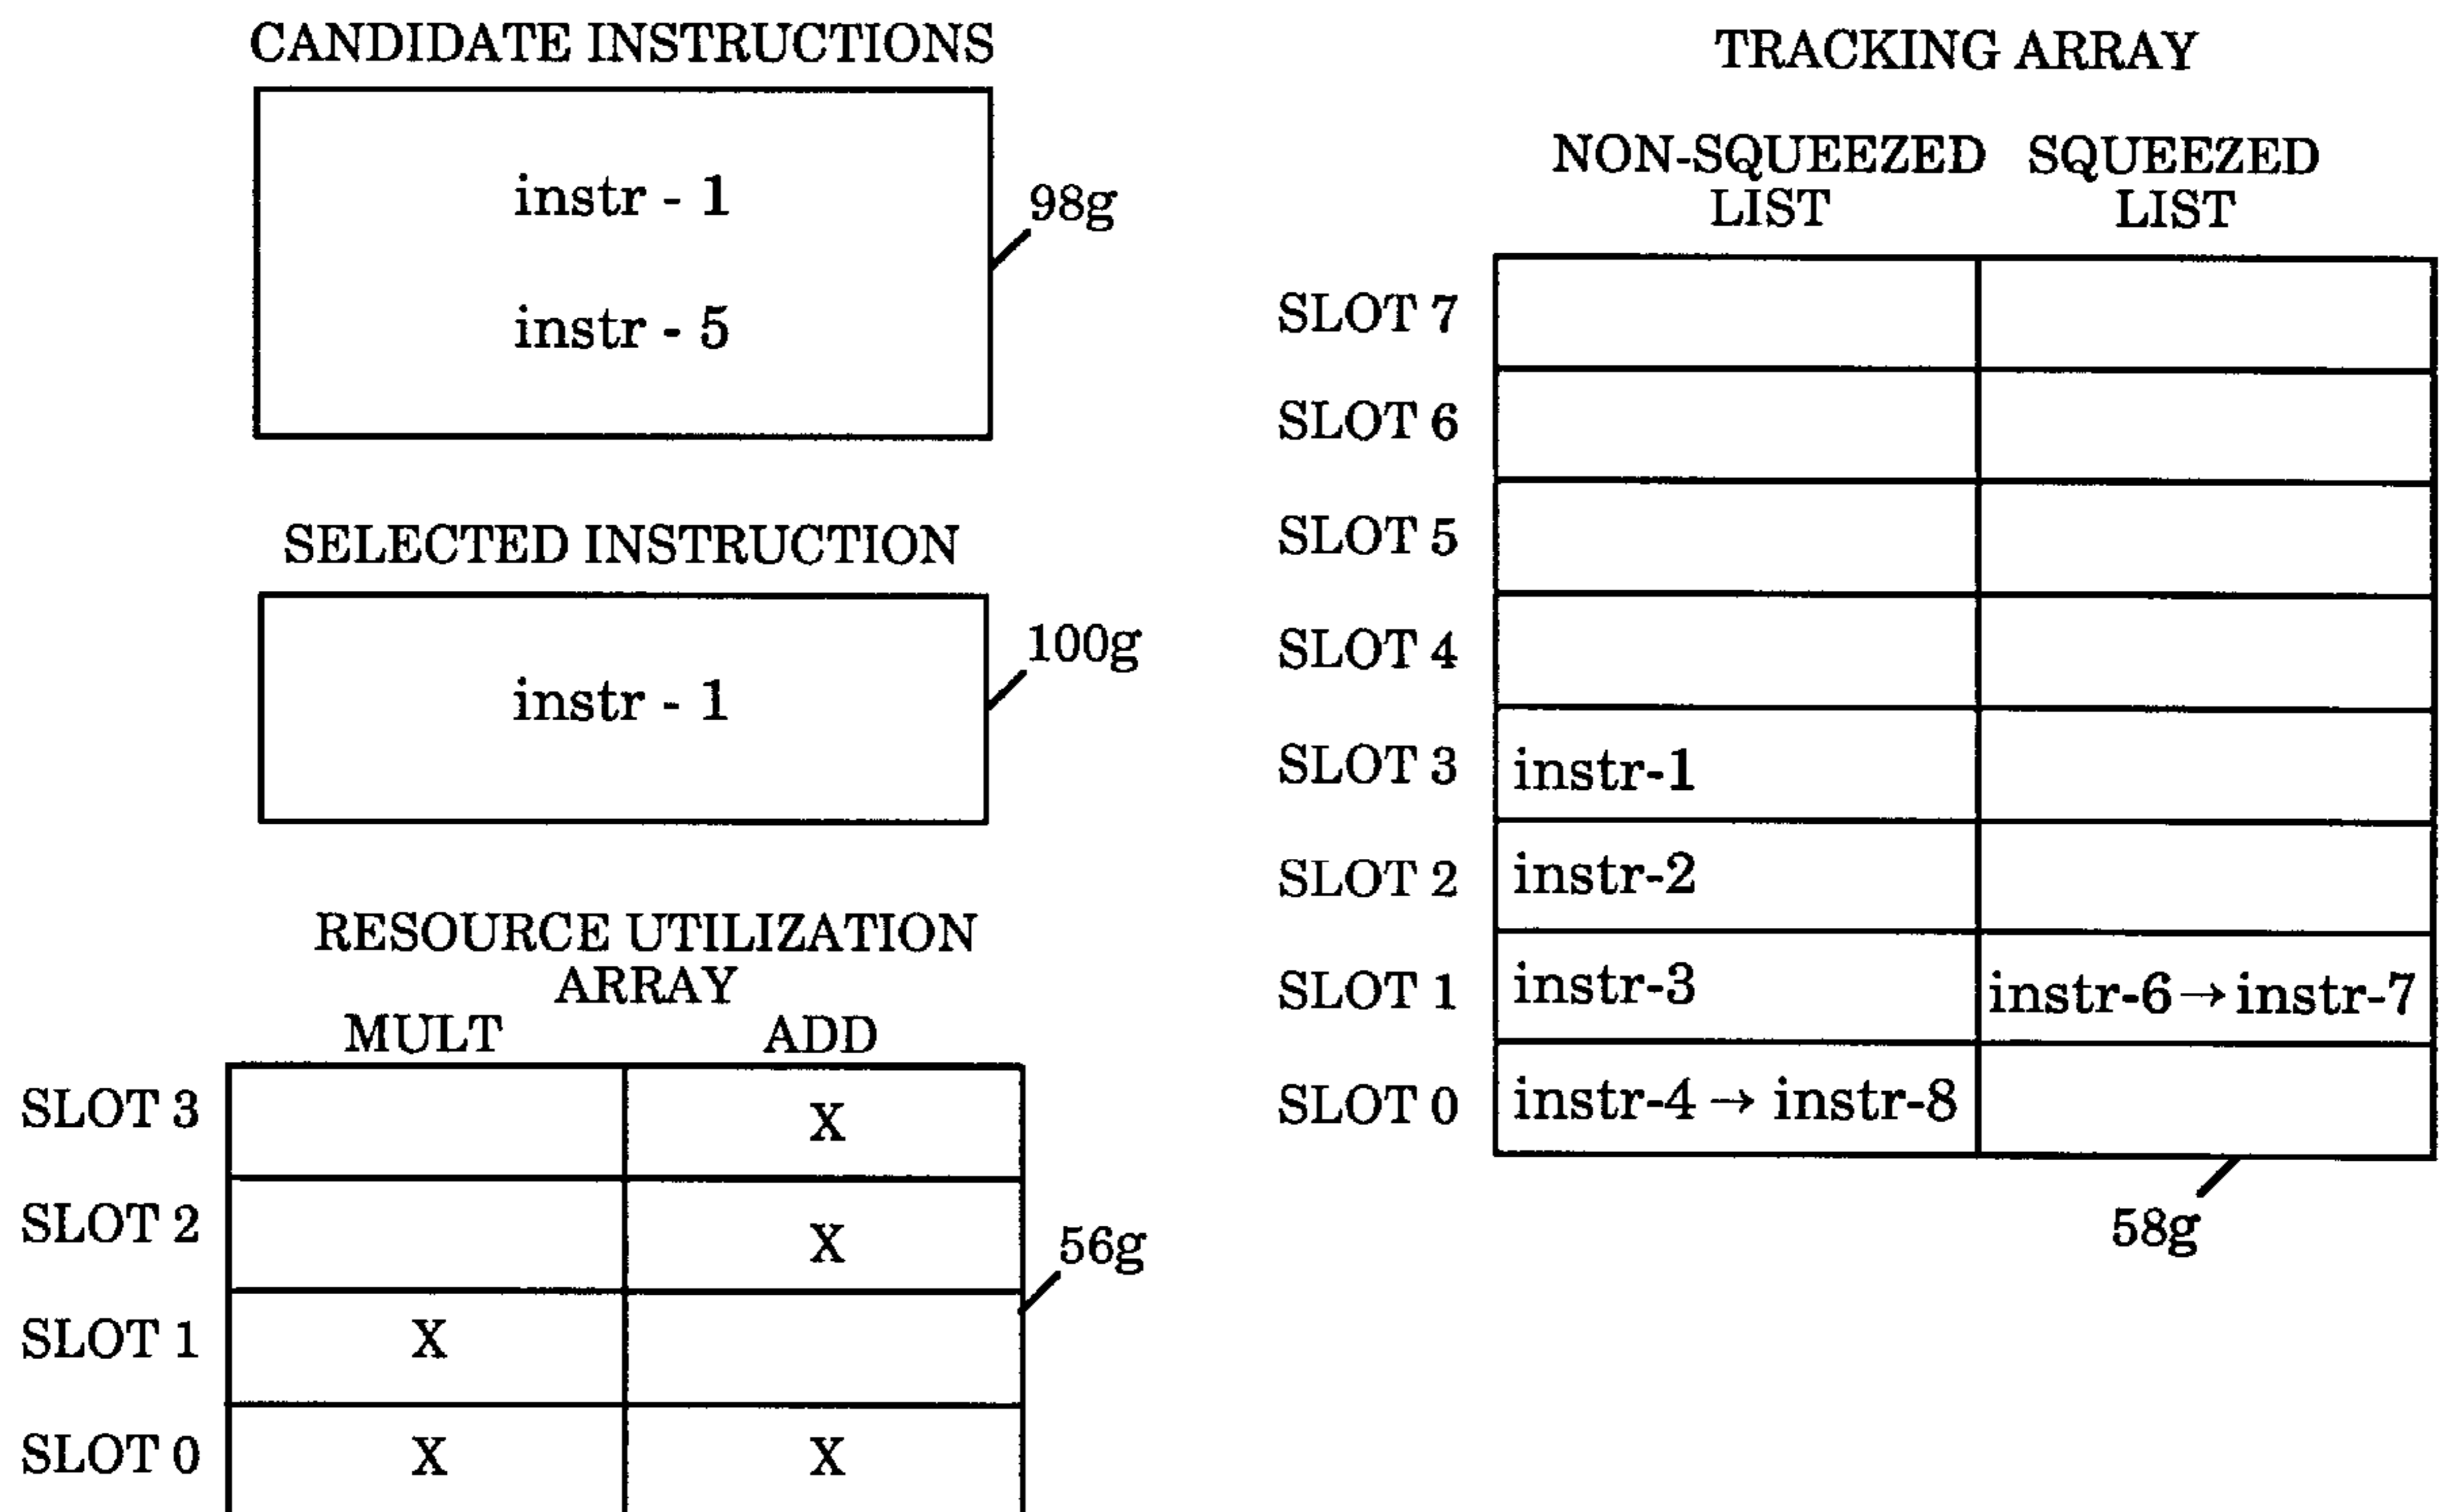 CANDIDATE INSTRUCTIONS
instr - 1
instr - 5
98g
SELECTED INSTRUCTION
instr - 1
100g
RESOURCE UTILIZATION
ARRAY
MULT ADD
SLOT 3 X
SLOT 2 X
SLOT 1 X
SLOT 0 X X
56g
TRACKING ARRAY
NON-SQUEEZED SQUEEZED
LIST LIST
SLOT 7
SLOT 6
SLOT 5
SLOT 4
SLOT 3 instr-1
SLOT 2 instr-2
SLOT 1 instr-3 instr-6→instr-7
SLOT 0 instr-4→ instr-8
58g